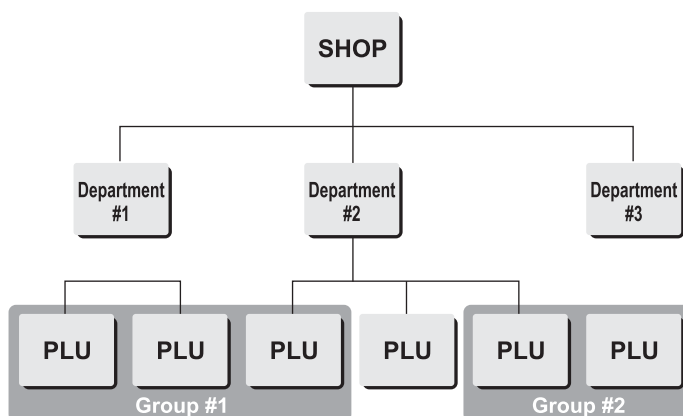 SHOP
Department
#1
Department
#2
Department
#3
PLU
PLU
PLU
PLU
PLU
PLU
Group #1
Group #2